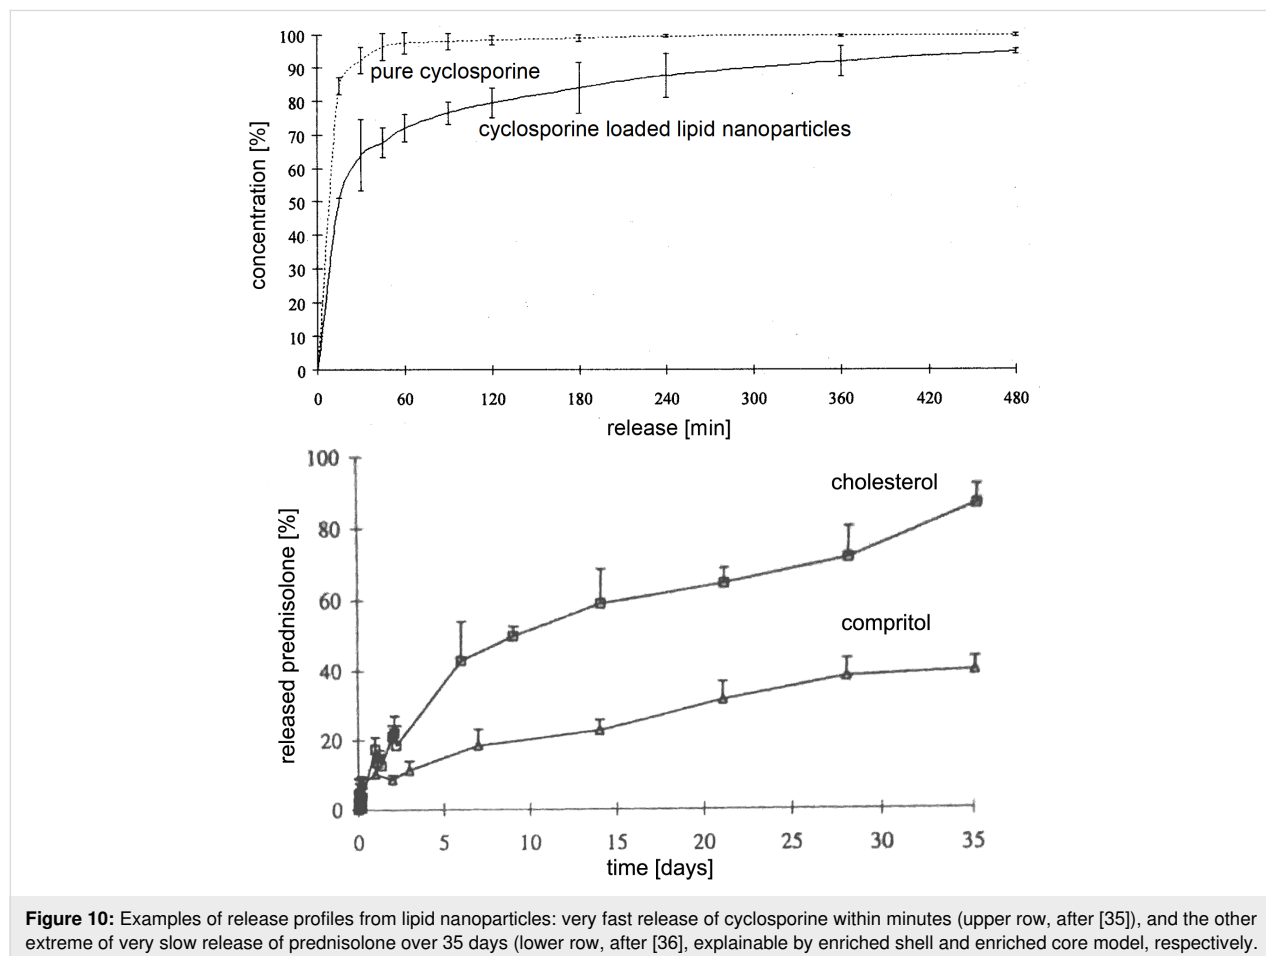 100
90
80
70
60
50
40
30
20
10
0
concentration [%]
pure cyclosporine
cyclosporine loaded lipid nanoparticles
0 60 120 180 240 300 360 420 480
release [min]
100
80
60
40
20
0
released prednisolone [%]
cholesterol
compritol
0 5 10 15 20 25 30 35
time [days]
Figure 10: Examples of release profiles from lipid nanoparticles: very fast release of cyclosporine within minutes (upper row, after [35]), and the other
extreme of very slow release of prednisolone over 35 days (lower row, after [36], explainable by enriched shell and enriched core model, respectively.